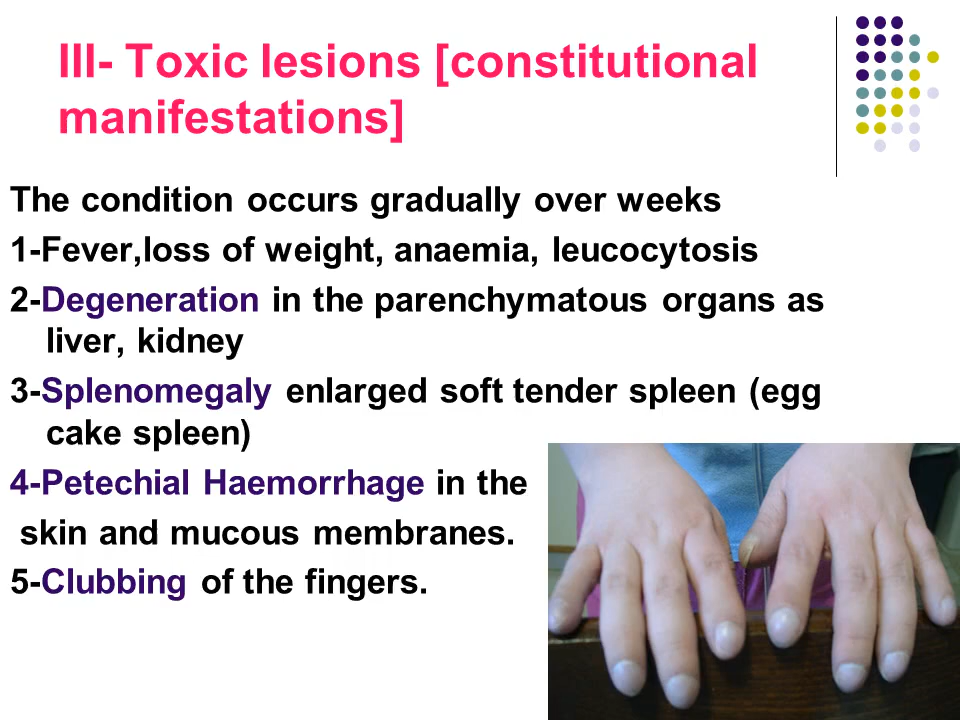 III- Toxic lesions [constitutional
manifestations]
The condition occurs gradually over weeks
1-Fever,loss of weight, anaemia, leucocytosis
2-Degeneration in the parenchymatous organs as
liver, kidney
3-Splenomegaly enlarged soft tender spleen (egg
cake spleen)
4-Petechial Haemorrhage in the
skin and mucous membranes.
5-Clubbing of the fingers.